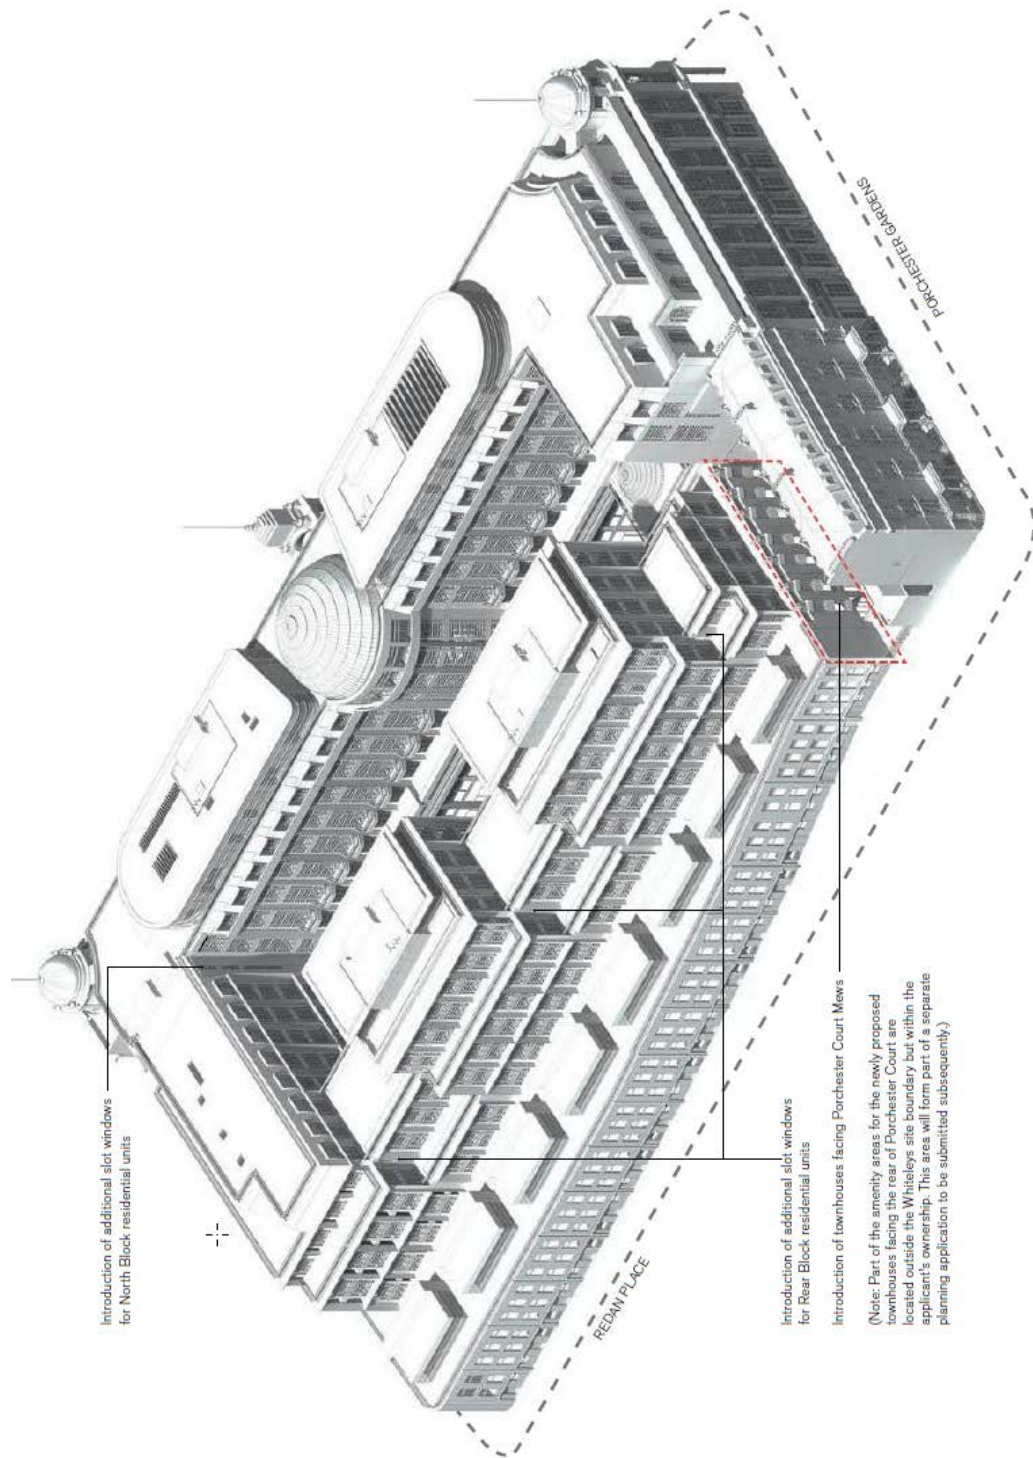 Introduction of additional slot windows
for North Block residential units
PORCHESTER GARDENS
REDAN PLACE
Introduction of additional slot windows
for Rear Block residential units
Introduction of townhouses facing Porchester Court Mews
(Note: Part of the amenity areas for the newly proposed
townhouses facing the rear of Porchester Court are
located outside the Whiteleys site boundary but within the
applicant's ownership. This area will form part of a separate
planning application to be submitted subsequently.)